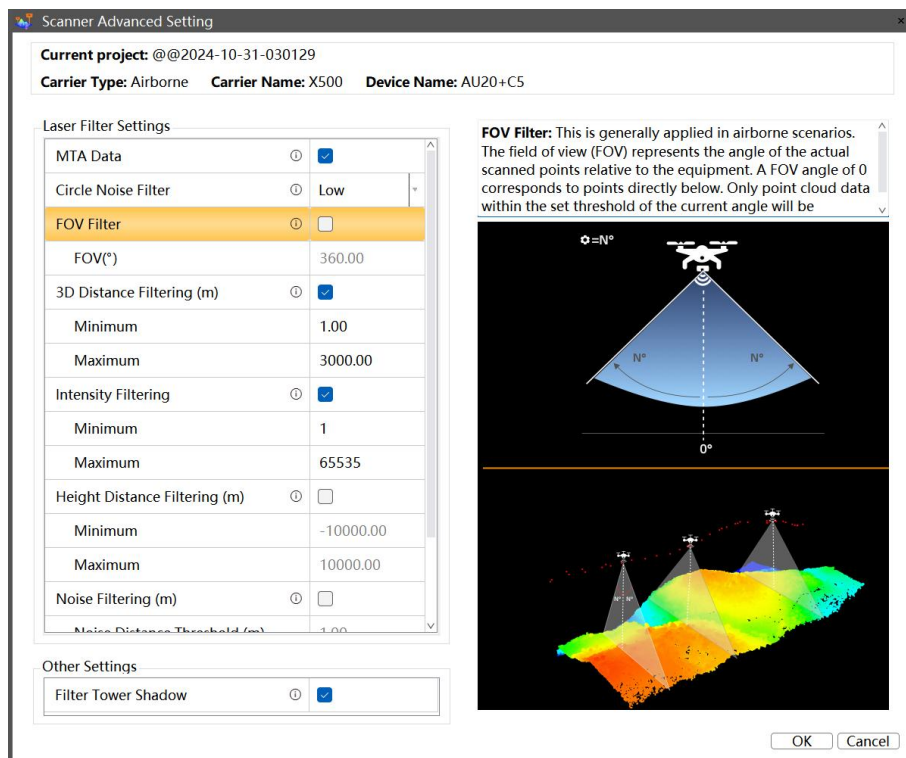 Scanner Advanced Setting
Current project: @@2024-10-31-030129
Carrier Type: Airborne Carrier Name: X500 Device Name: AU20+C5
Laser Filter Settings
MTA Data
Circle Noise Filter Low
FOV Filter
FOV(°) 360.00
3D Distance Filtering (m)
Minimum 1.00
Maximum 3000.00
Intensity Filtering
Minimum 1
Maximum 65535
Height Distance Filtering (m)
Minimum -10000.00
Maximum 10000.00
Noise Filtering (m)
Noise Distance Threshold (m) 1.00
Other Settings
Filter Tower Shadow
FOV Filter: This is generally applied in airborne scenarios.
The field of view (FOV) represents the angle of the actual
scanned points relative to the equipment. A FOV angle of 0
corresponds to points directly below. Only point cloud data
within the set threshold of the current angle will be
=N°
N° N°
0°
N° N°
OK Cancel